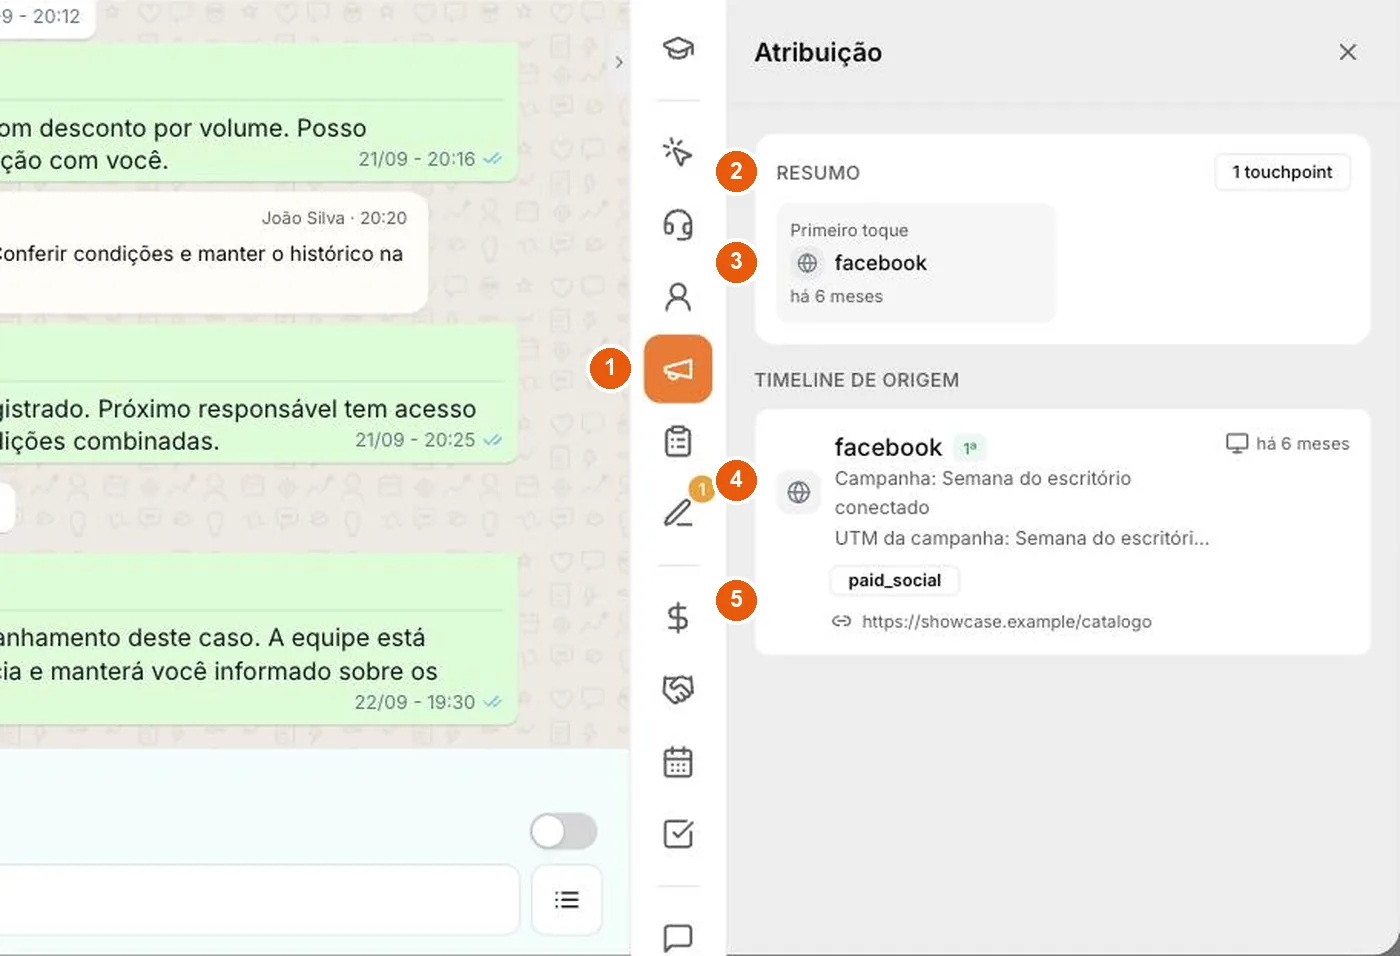 9 - 20:12
om desconto por volume. Posso
ção com você.
21/09 - 20:16
João Silva · 20:20
Conferir condições e manter o histórico na
gistrado. Próximo responsável tem acesso
dições combinadas.
21/09 - 20:25
anhamento deste caso. A equipe está
cia e manterá você informado sobre os
22/09 - 19:30
1
1
Atribuição
2
RESUMO
1 touchpoint
Primeiro toque
3
facebook
há 6 meses
TIMELINE DE ORIGEM
facebook 1ª
há 6 meses
4
Campanha: Semana do escritório
conectado
UTM da campanha: Semana do escritóri...
paid_social
5
https://showcase.example/catalogo